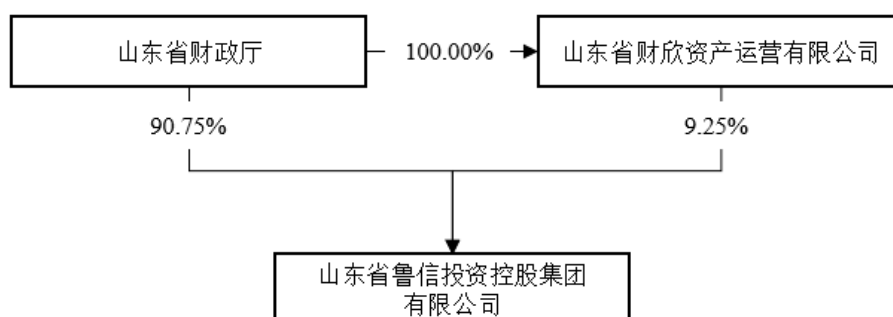 山东省财政厅
100.00%
山东省财欣资产运营有限公司
90.75%
9.25%
山东省鲁信投资控股集团
有限公司